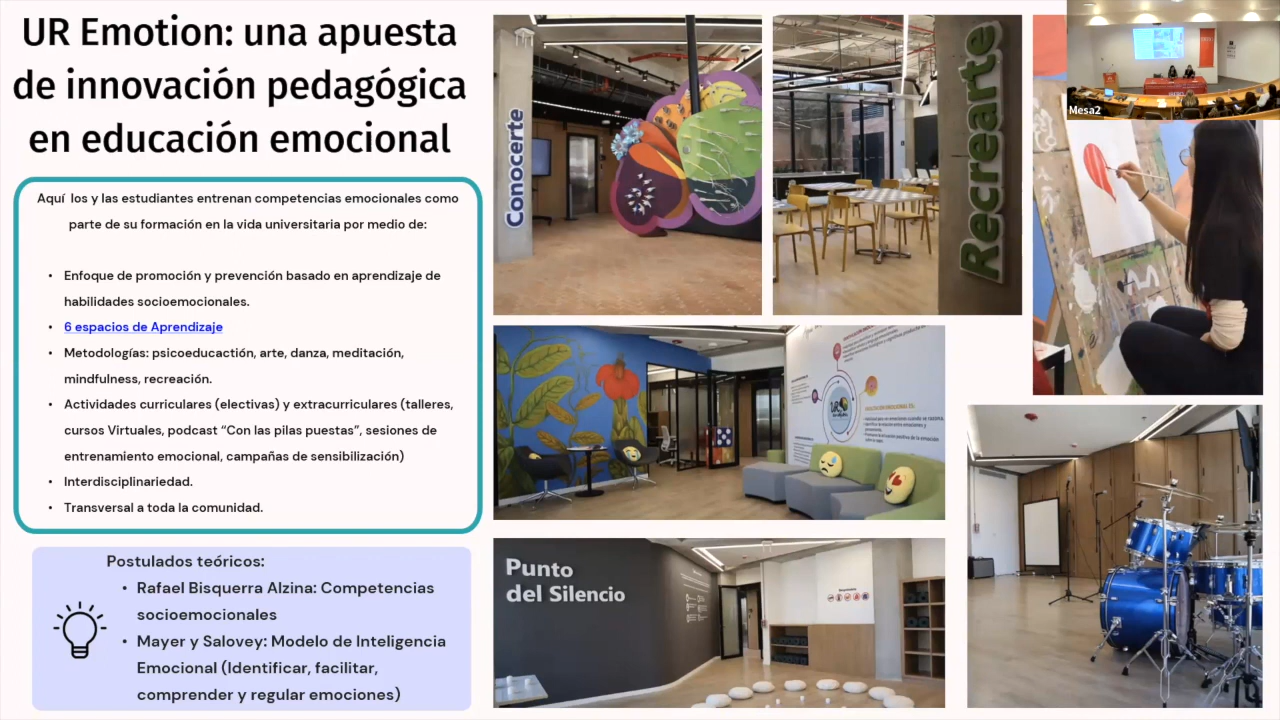 UR Emotion: una apuesta
de innovación pedagógica
en educación emocional
Aquí los y las estudiantes entrenan competencias emocionales como
parte de su formación en la vida universitaria por medio de:
• Enfoque de promoción y prevención basado en aprendizaje de
habilidades socioemocionales.
• 6 espacios de Aprendizaje
• Metodologías: psicoeducactión, arte, danza, meditación,
mindfulness, recreación.
• Actividades curriculares (electivas) y extracurriculares (talleres,
cursos Virtuales, podcast “Con las pilas puestas”, sesiones de
entrenamiento emocional, campañas de sensibilización)
• Interdisciplinariedad.
• Transversal a toda la comunidad.
Postulados teóricos:
• Rafael Bisquerra Alzina: Competencias
socioemocionales
• Mayer y Salovey: Modelo de Inteligencia
Emocional (Identificar, facilitar,
comprender y regular emociones)
Conocerte
Recrearte
Mesa2
UR
Punto
del Silencio